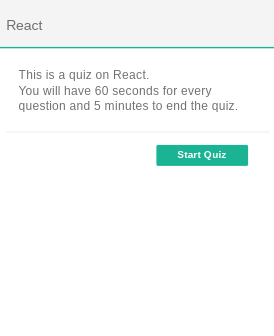 React
This is a quiz on React.
You will have 60 seconds for every
question and 5 minutes to end the quiz.
Start Quiz